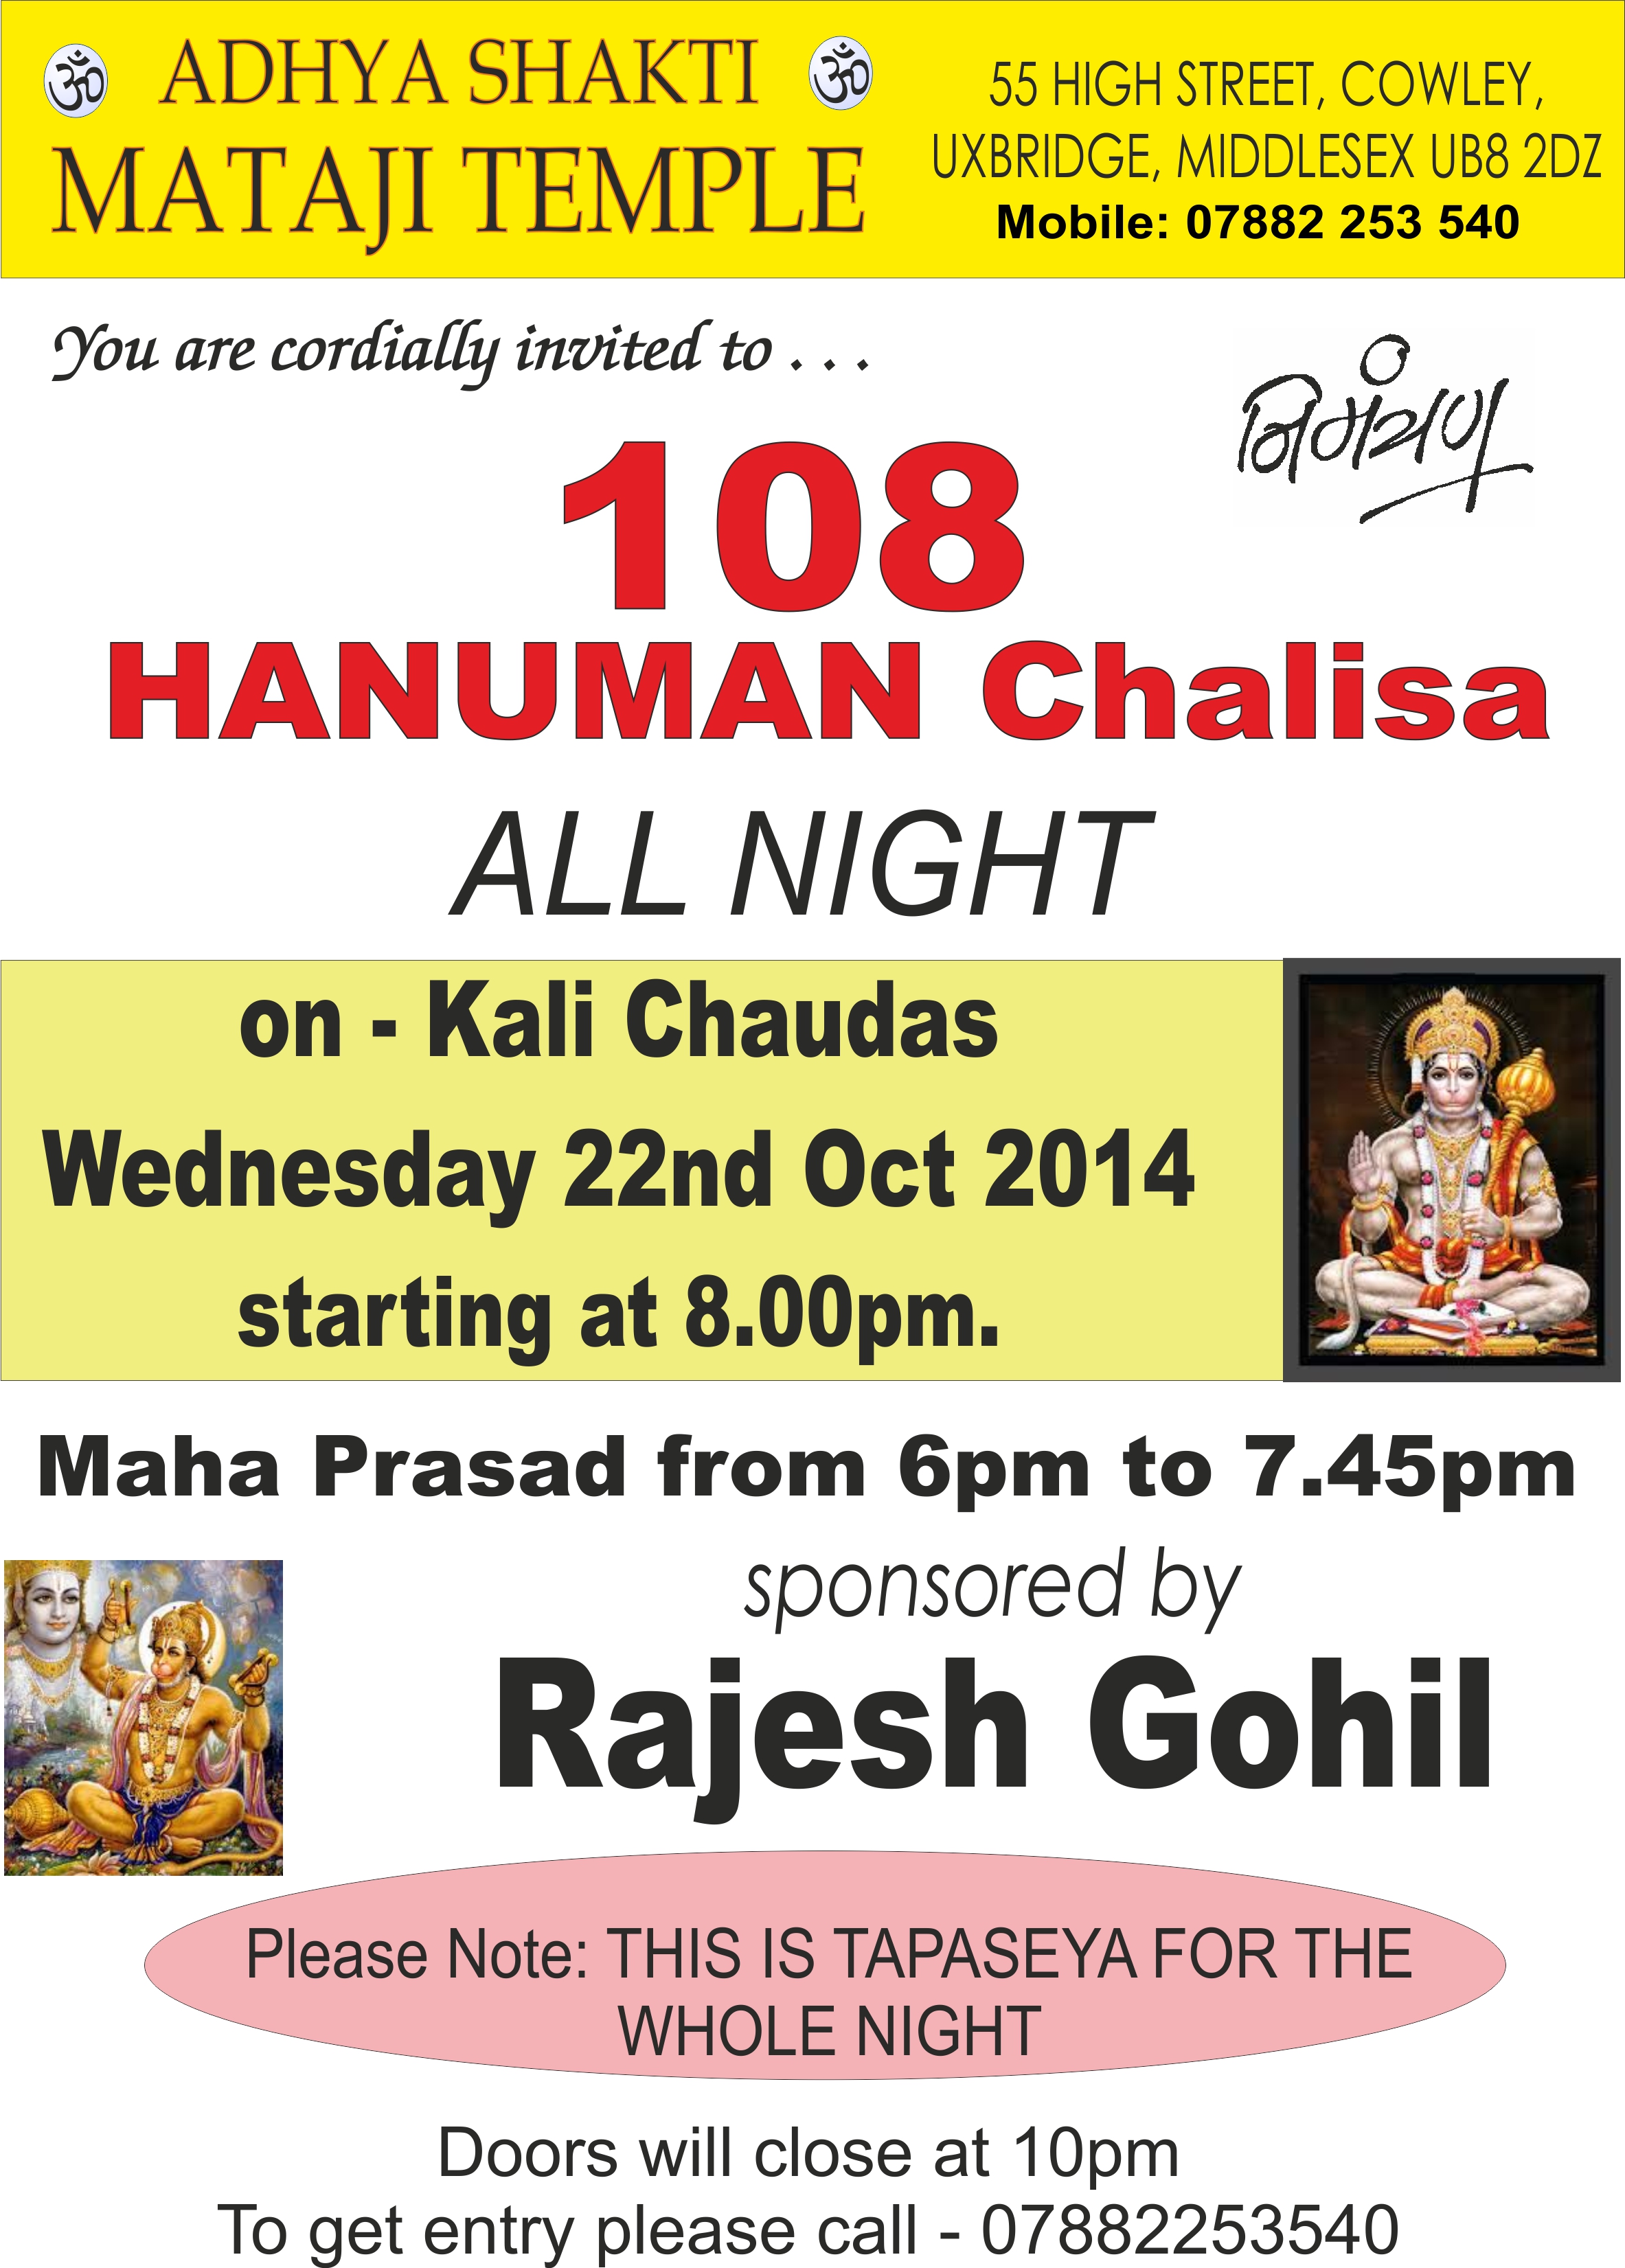 ૐ ADHYA SHAKTI ૐ
MATAJI TEMPLE
55 HIGH STREET, COWLEY,
UXBRIDGE, MIDDLESEX UB8 2DZ
Mobile: 07882 253 540
You are cordially invited to . . .
નિમંત્રણ
108
HANUMAN Chalisa
ALL NIGHT
on - Kali Chaudas
Wednesday 22nd Oct 2014
starting at 8.00pm.
Maha Prasad from 6pm to 7.45pm
sponsored by
Rajesh Gohil
Please Note: THIS IS TAPASEYA FOR THE
WHOLE NIGHT
Doors will close at 10pm
To get entry please call - 07882253540